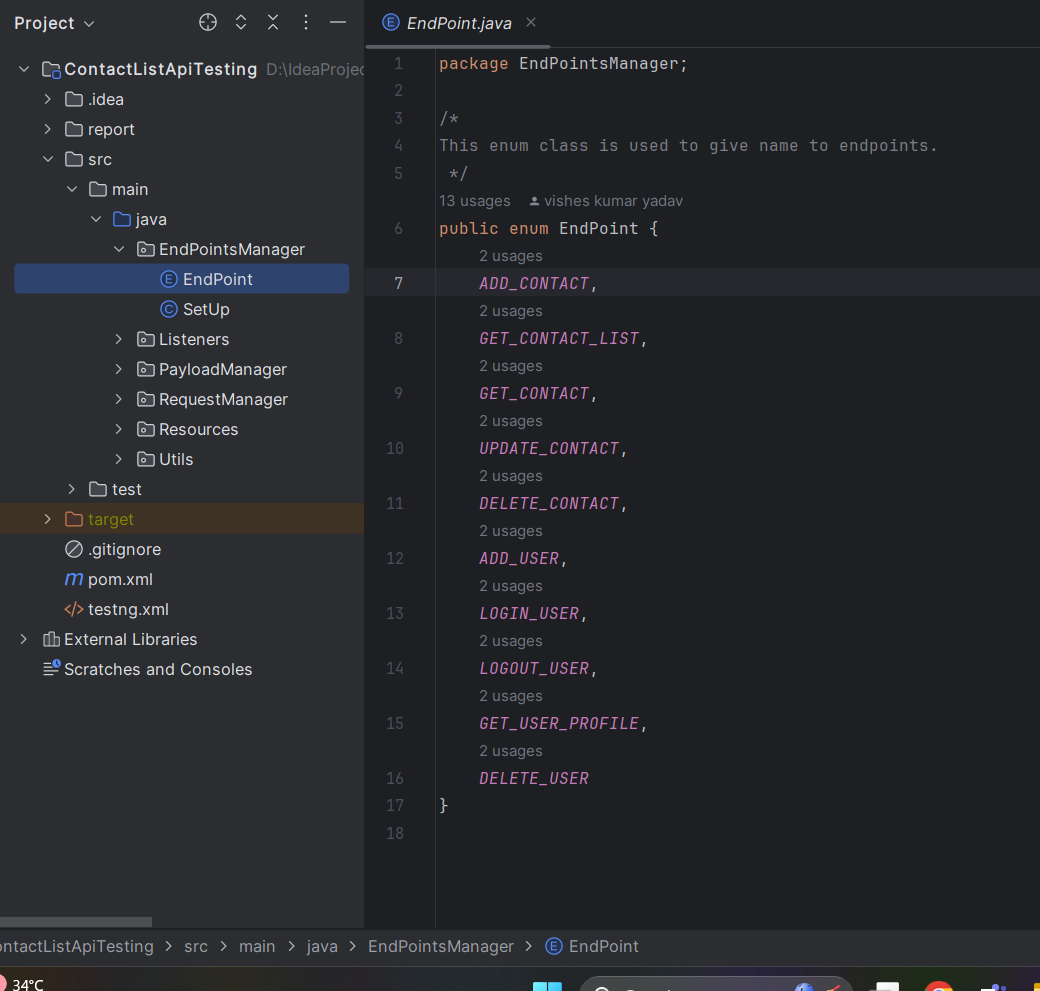 Project
ContactListApiTesting D:\IdeaProjec
.idea
report
src
main
java
EndPointsManager
EndPoint
SetUp
Listeners
PayloadManager
RequestManager
Resources
Utils
test
target
.gitignore
pom.xml
testng.xml
External Libraries
Scratches and Consoles
EndPoint.java
1 package EndPointsManager;
2
3 /*
4 This enum class is used to give name to endpoints.
5 */
13 usages vishes kumar yadav
6 public enum EndPoint {
2 usages
7 ADD_CONTACT,
2 usages
8 GET_CONTACT_LIST,
2 usages
9 GET_CONTACT,
2 usages
10 UPDATE_CONTACT,
2 usages
11 DELETE_CONTACT,
2 usages
12 ADD_USER,
2 usages
13 LOGIN_USER,
2 usages
14 LOGOUT_USER,
2 usages
15 GET_USER_PROFILE,
2 usages
16 DELETE_USER
17 }
18
ontactListApiTesting > src > main > java > EndPointsManager > EndPoint
34°C